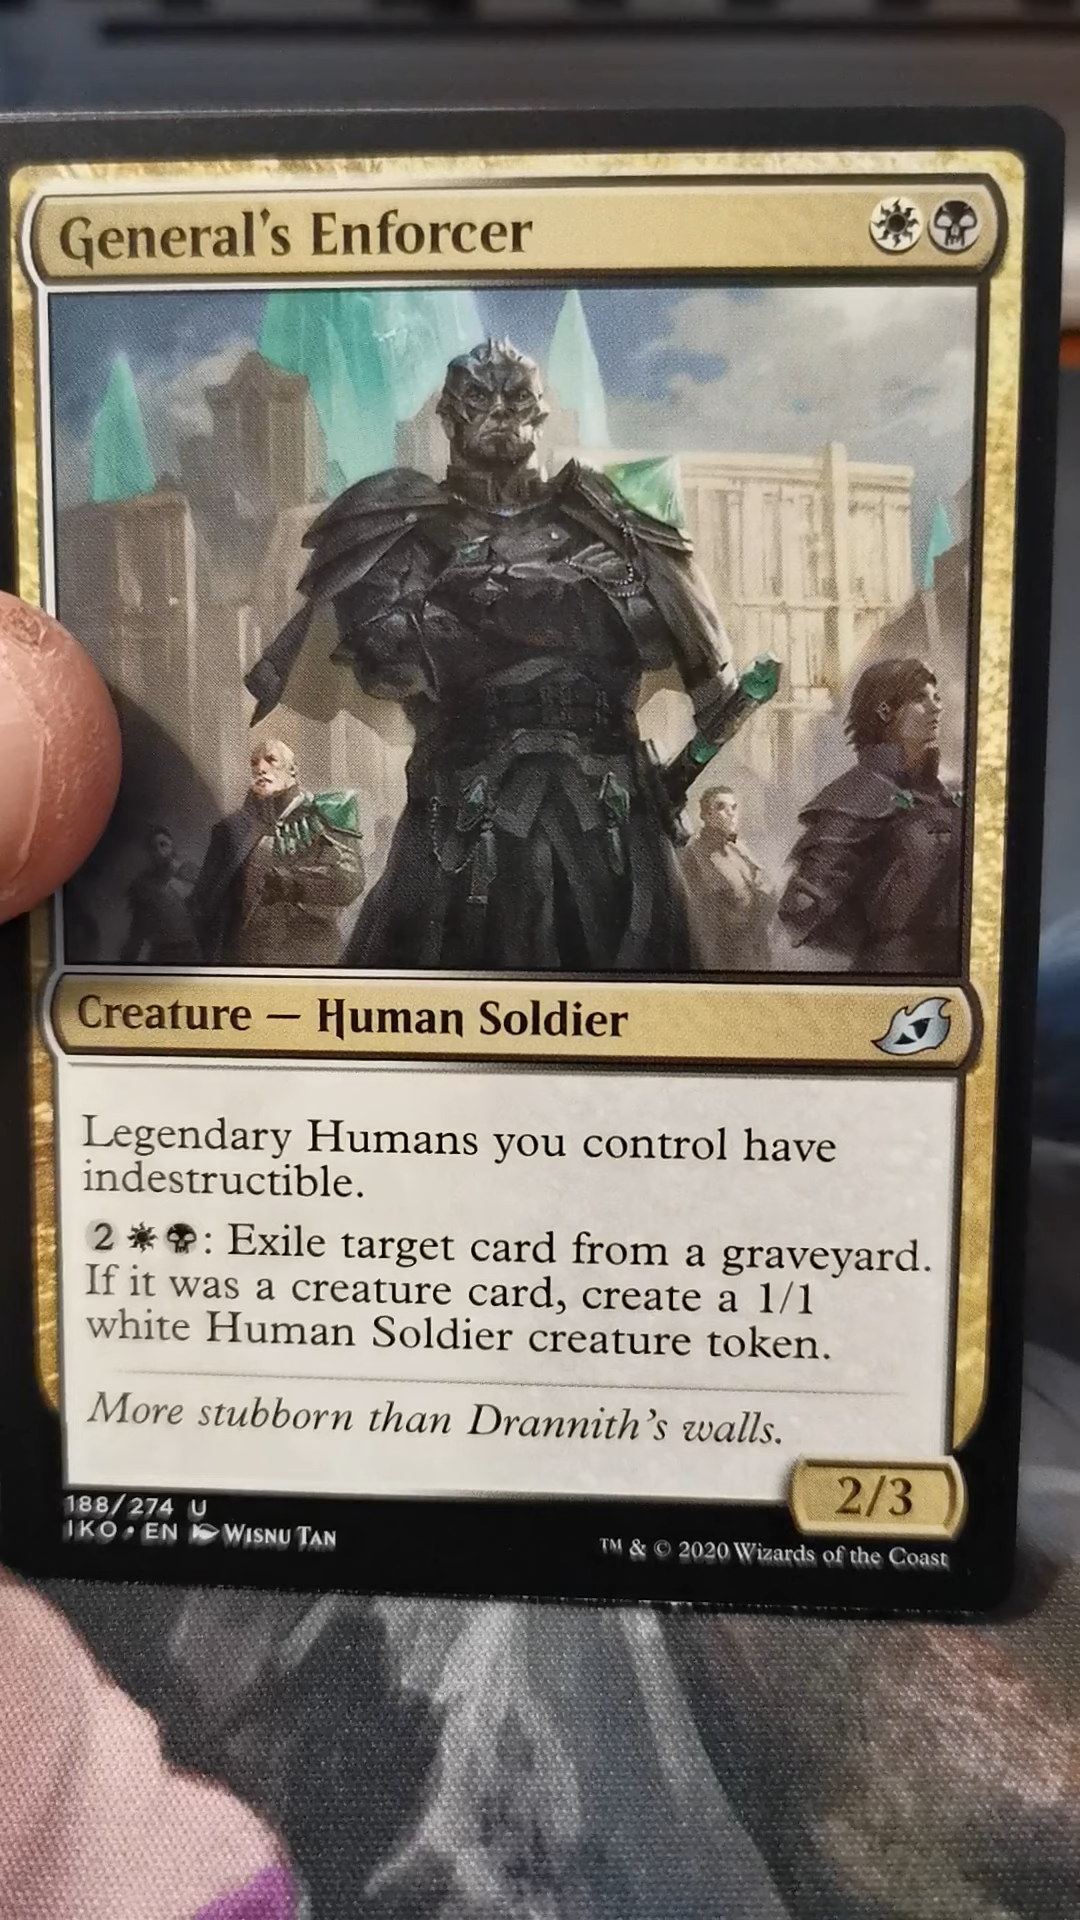 General's Enforcer
Creature — Human Soldier
Legendary Humans you control have
indestructible.
2 : Exile target card from a graveyard.
If it was a creature card, create a 1/1
white Human Soldier creature token.
More stubborn than Drannith's walls.
2/3
188/274 U
IKO • EN Wisnu Tan
™ & © 2020 Wizards of the Coast